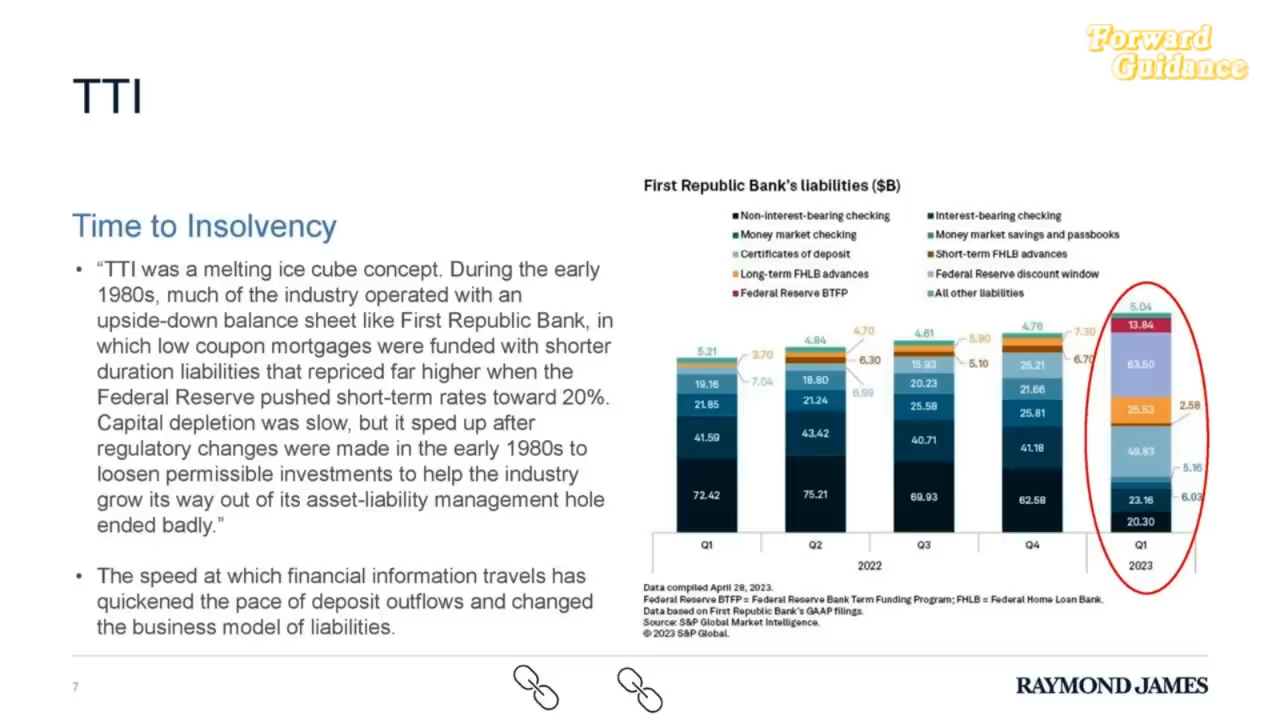 Forward
Guidance
TTI
Time to Insolvency
• “TTI was a melting ice cube concept. During the early
1980s, much of the industry operated with an
upside-down balance sheet like First Republic Bank, in
which low coupon mortgages were funded with shorter
duration liabilities that repriced far higher when the
Federal Reserve pushed short-term rates toward 20%.
Capital depletion was slow, but it sped up after
regulatory changes were made in the early 1980s to
loosen permissible investments to help the industry
grow its way out of its asset-liability management hole
ended badly.”
• The speed at which financial information travels has
quickened the pace of deposit outflows and changed
the business model of liabilities.
First Republic Bank's liabilities ($B)
Non-interest-bearing checking
Interest-bearing checking
Money market checking
Money market savings and passbooks
Certificates of deposit
Short-term FHLB advances
Long-term FHLB advances
Federal Reserve discount window
Federal Reserve BTFP
All other liabilities
5.21
3.70
7.04
19.16
21.85
41.59
72.42
4.84
4.70
6.30
6.99
18.80
21.24
43.42
75.21
4.61
5.90
5.10
15.93
20.23
25.58
40.71
69.93
4.76
7.30
6.70
25.21
21.66
25.81
41.18
62.58
5.04
13.84
63.50
25.53
2.58
49.83
5.16
6.03
23.16
20.30
Q1 Q2 Q3 Q4 Q1
2022 2023
Data compiled April 28, 2023.
Federal Reserve BTFP = Federal Reserve Bank Term Funding Program; FHLB = Federal Home Loan Bank.
Data based on First Republic Bank's GAAP filings.
Source: S&P Global Market Intelligence.
© 2023 S&P Global.
7
RAYMOND JAMES